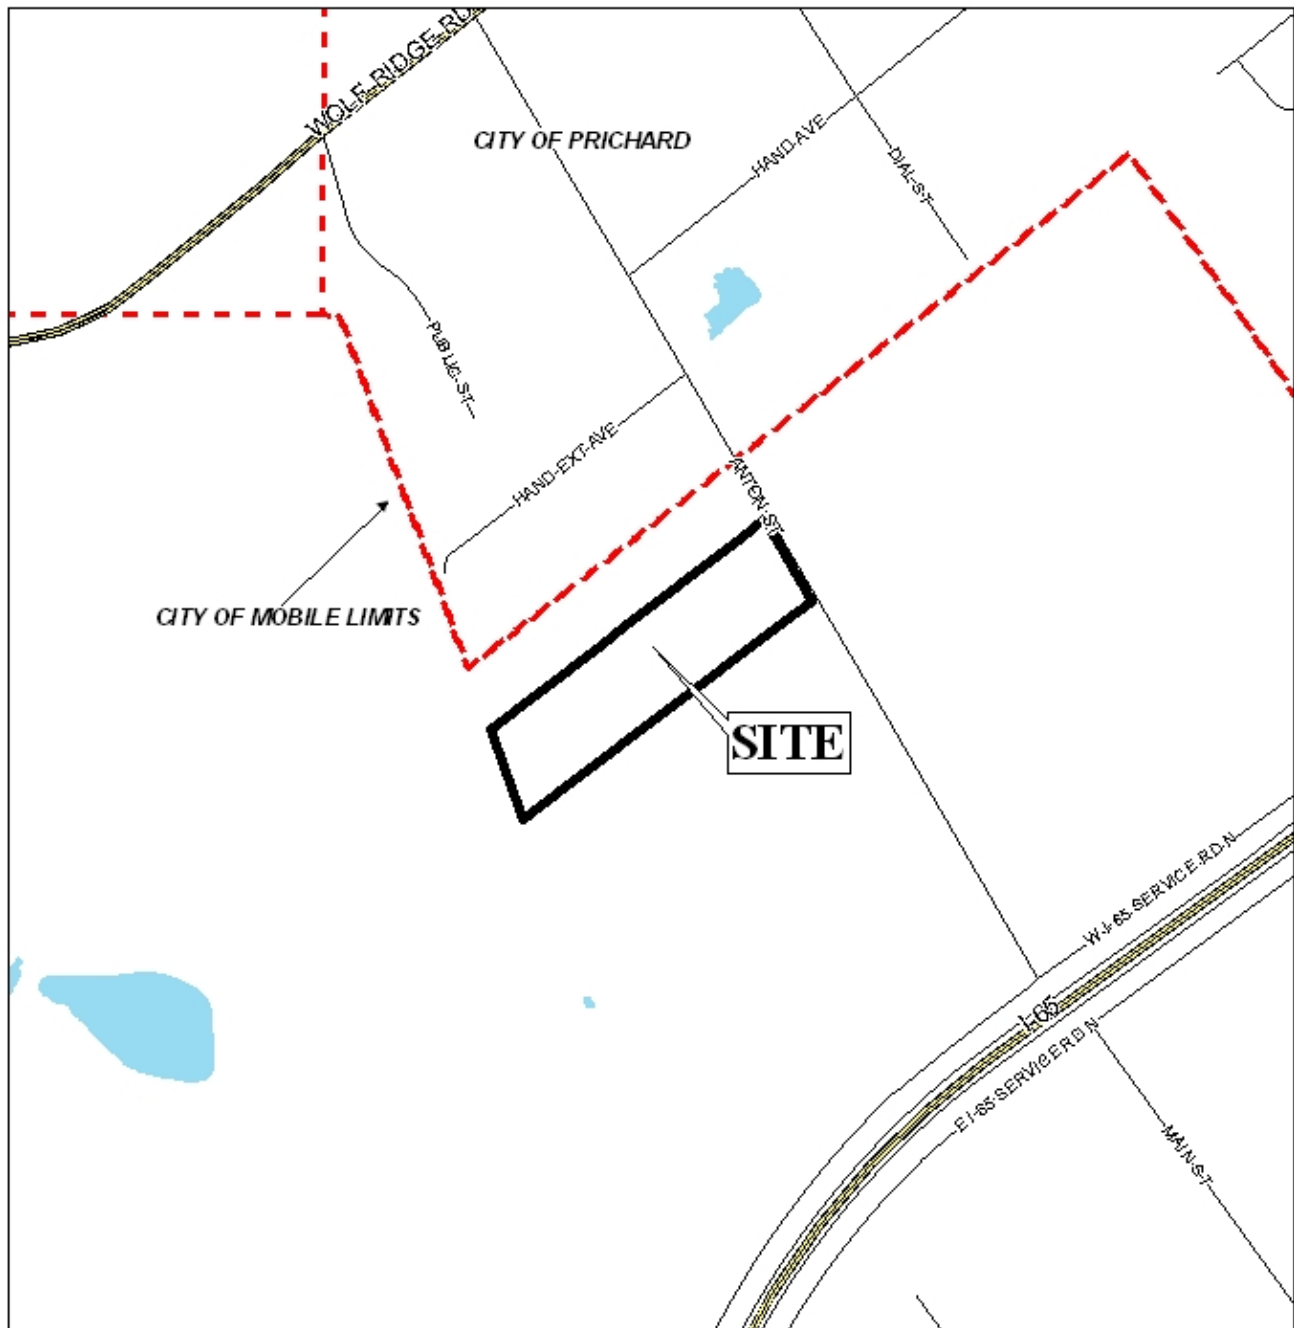 WOLF-RIDGE-RD
CITY OF PRICHARD
HAND-AVE
DIAL-ST
PUBLIC-ST
HAND-EXT-AVE
ANTON-ST
CITY OF MOBILE LIMITS
SITE
W-I-65-SERVICE-RD-N
I-65
E I-65-SERVICE-RD N
MAIN-ST